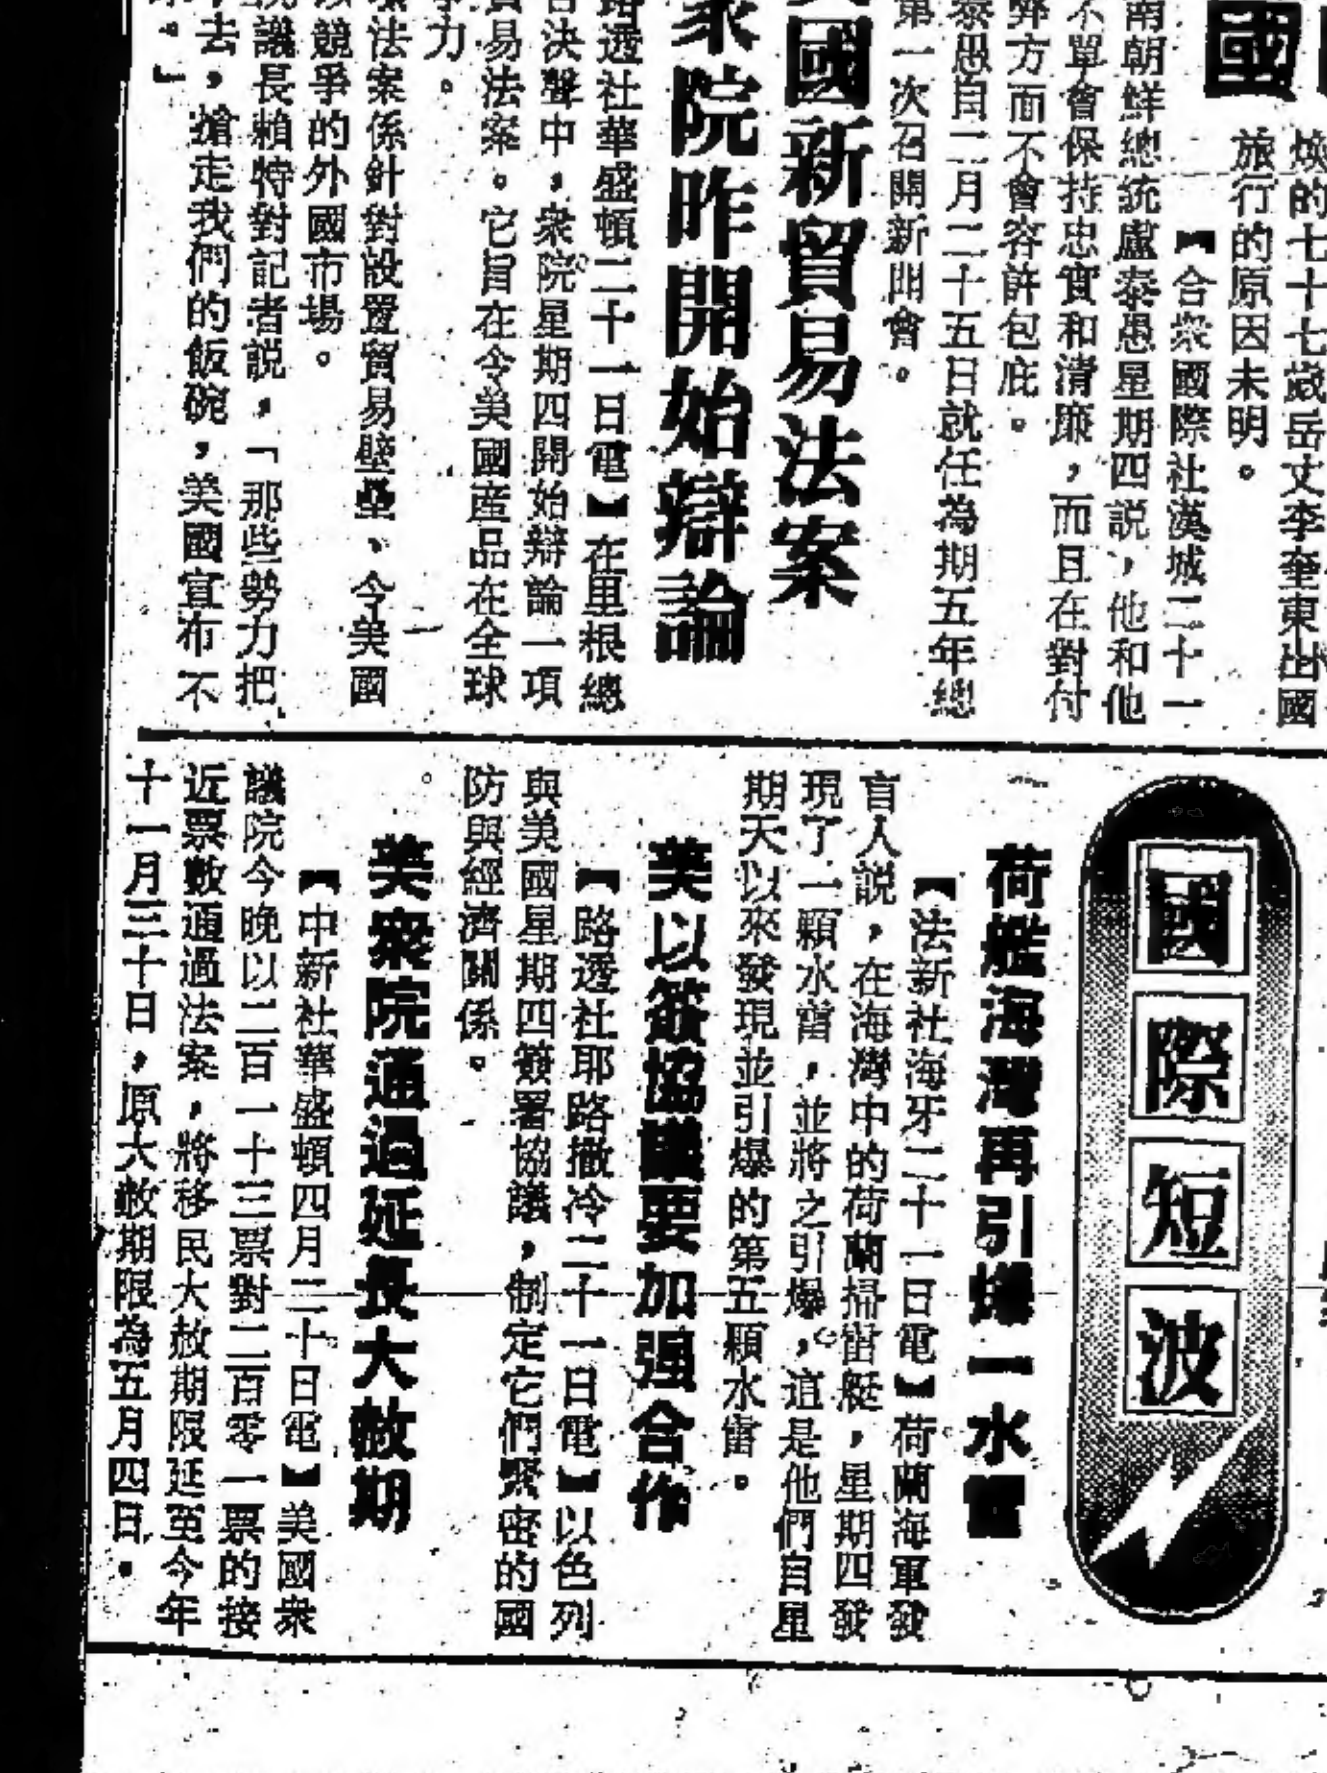 國
煥的七十七歲岳丈李奎東出國
旅行的原因未明。
【合衆國際社漢城二十一
南朝鮮總統盧泰愚星期四説，他和他
不單會保持忠實和清廉，而且在對付
弊方面不會容許包庇。
泰愚自二月二十五日就任為期五年總
第一次召開新聞會。
國新貿易法案
衆院昨開始辯論
路透社華盛頓二十一日電】在里根總
否決聲中，衆院星期四開始辯論一項
貿易法案。它旨在令美國產品在全球
爭力。
法案係針對設置貿易壁壘、令美國
競爭的外國市場。
議長賴特對記者説，「那些勢力把
去，搶走我們的飯碗，美國宣布不
。」
國際短波
荷艦海灣再引爆一水雷
【法新社海牙二十一日電】荷蘭海軍發
言人説，在海灣中的荷蘭掃雷艇，星期四發
現了一顆水雷，並將之引爆，這是他們自星
期天以來發現並引爆的第五顆水雷。
美以簽協議要加强合作
【路透社耶路撒冷二十一日電】以色列
與美國星期四簽署協議，制定它們緊密的國
防與經濟關係。
美衆院通過延長大赦期
【中新社華盛頓四月二十日電】美國衆
議院今晚以二百一十三票對二百零一票的接
近票數通過法案，將移民大赦期限延至今年
十一月三十日，原大赦期限為五月四日。